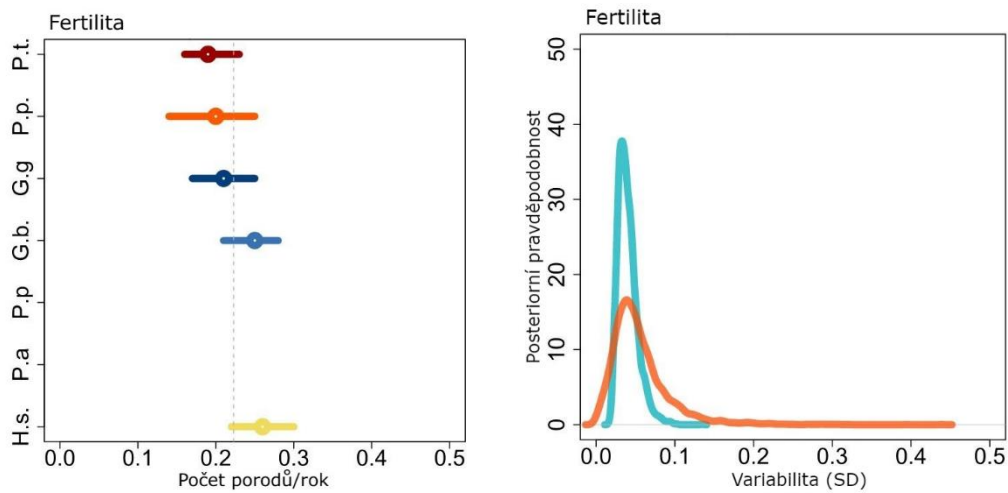 Fertilita
P.t.
P.p.
G.g
G.b.
P.p
P.a
H.s.
0.0 0.1 0.2 0.3 0.4 0.5
Počet porodů/rok
Fertilita
Posteriorní pravděpodobnost
50
40
30
20
10
0
0.0 0.1 0.2 0.3 0.4 0.5
Variabilita (SD)